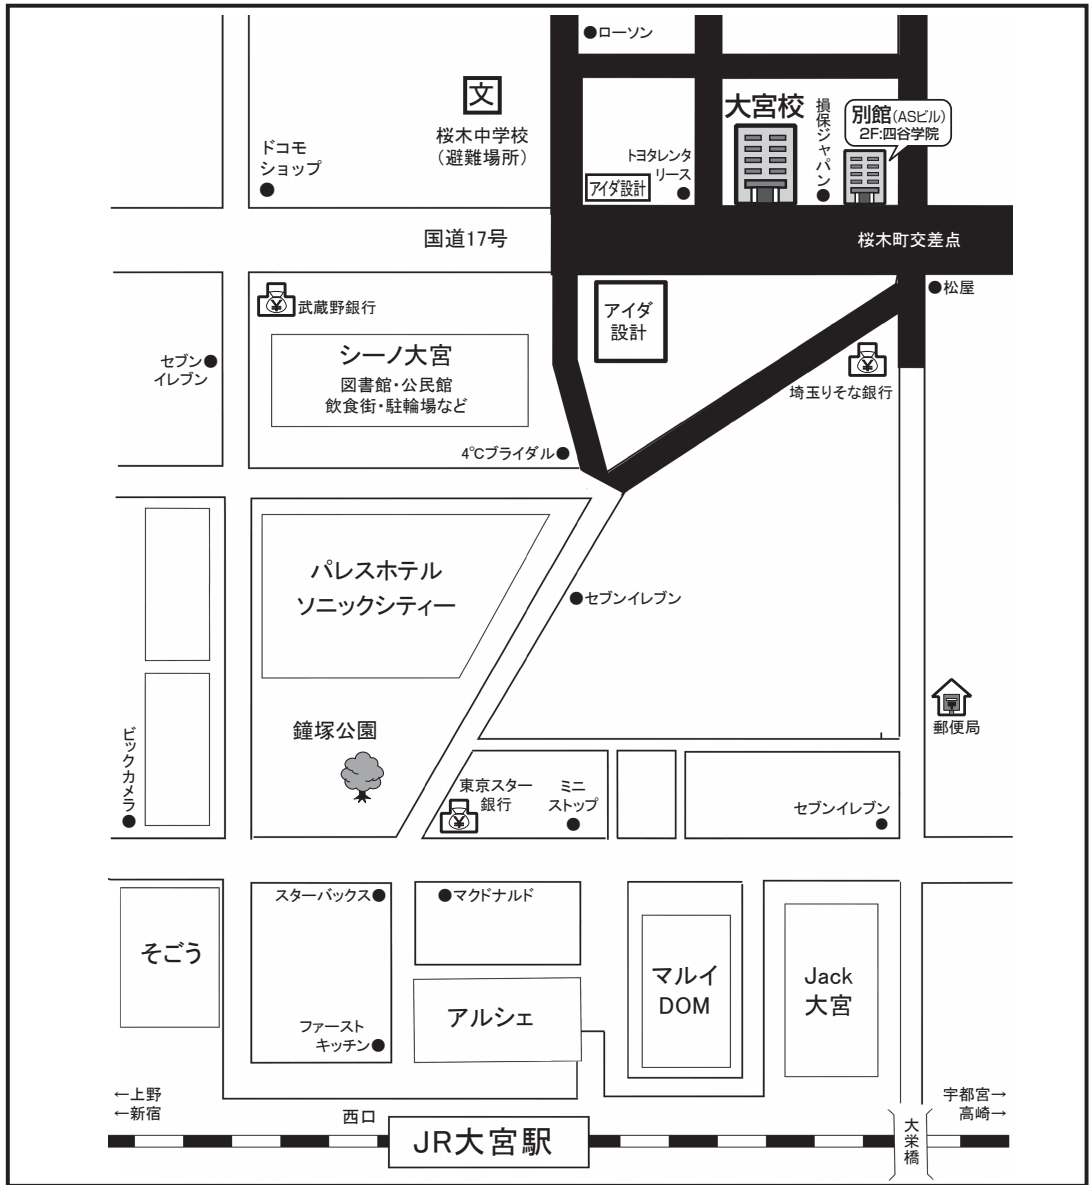 ローソン
文
桜木中学校
（避難場所）
ドコモ
ショップ
トヨタレンタ
リース
アイダ設計
大宮校
損保ジャパン
別館(ASビル)
2F:四谷学院
国道17号
桜木町交差点
武蔵野銀行
アイダ
設計
松屋
セブン
イレブン
シーノ大宮
図書館・公民館
飲食街・駐輪場など
埼玉りそな銀行
4℃ブライダル
パレスホテル
ソニックシティー
セブンイレブン
鐘塚公園
郵便局
ビックカメラ
東京スター
銀行
ミニ
ストップ
セブンイレブン
スターバックス
マクドナルド
そごう
マルイ
DOM
Jack
大宮
アルシェ
ファースト
キッチン
←上野
←新宿
西口
宇都宮→
高崎→
JR大宮駅
大栄橋